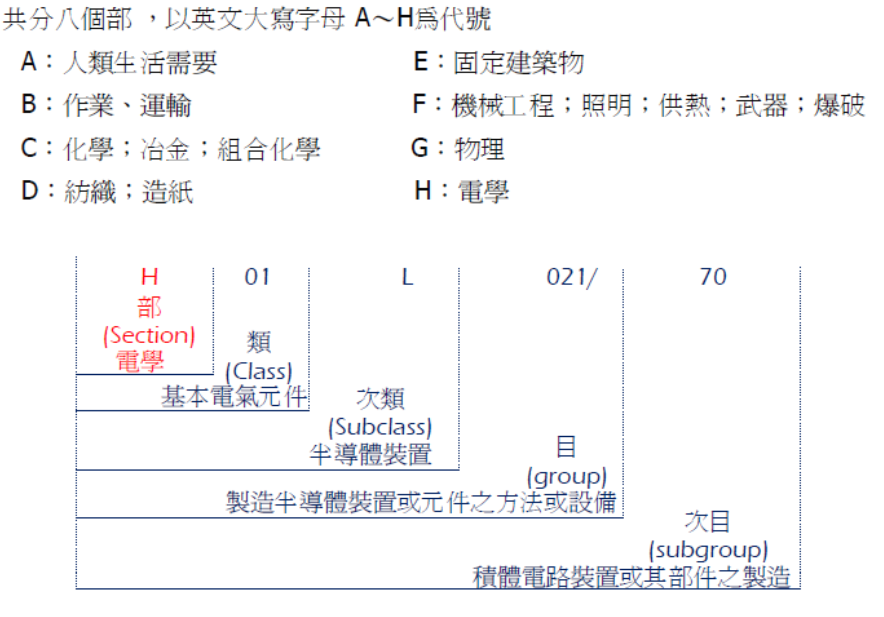 共分八個部 ，以英文大寫字母 A～H爲代號
A：人類生活需要
E：固定建築物
B：作業、運輸
F：機械工程；照明；供熱；武器；爆破
C：化學；冶金；組合化學
G：物理
D：紡織；造紙
H：電學
H 01 L 021/ 70
部
(Section)
電學
類
(Class)
基本電氣元件
次類
(Subclass)
半導體裝置
目
(group)
製造半導體裝置或元件之方法或設備
次目
(subgroup)
積體電路裝置或其部件之製造